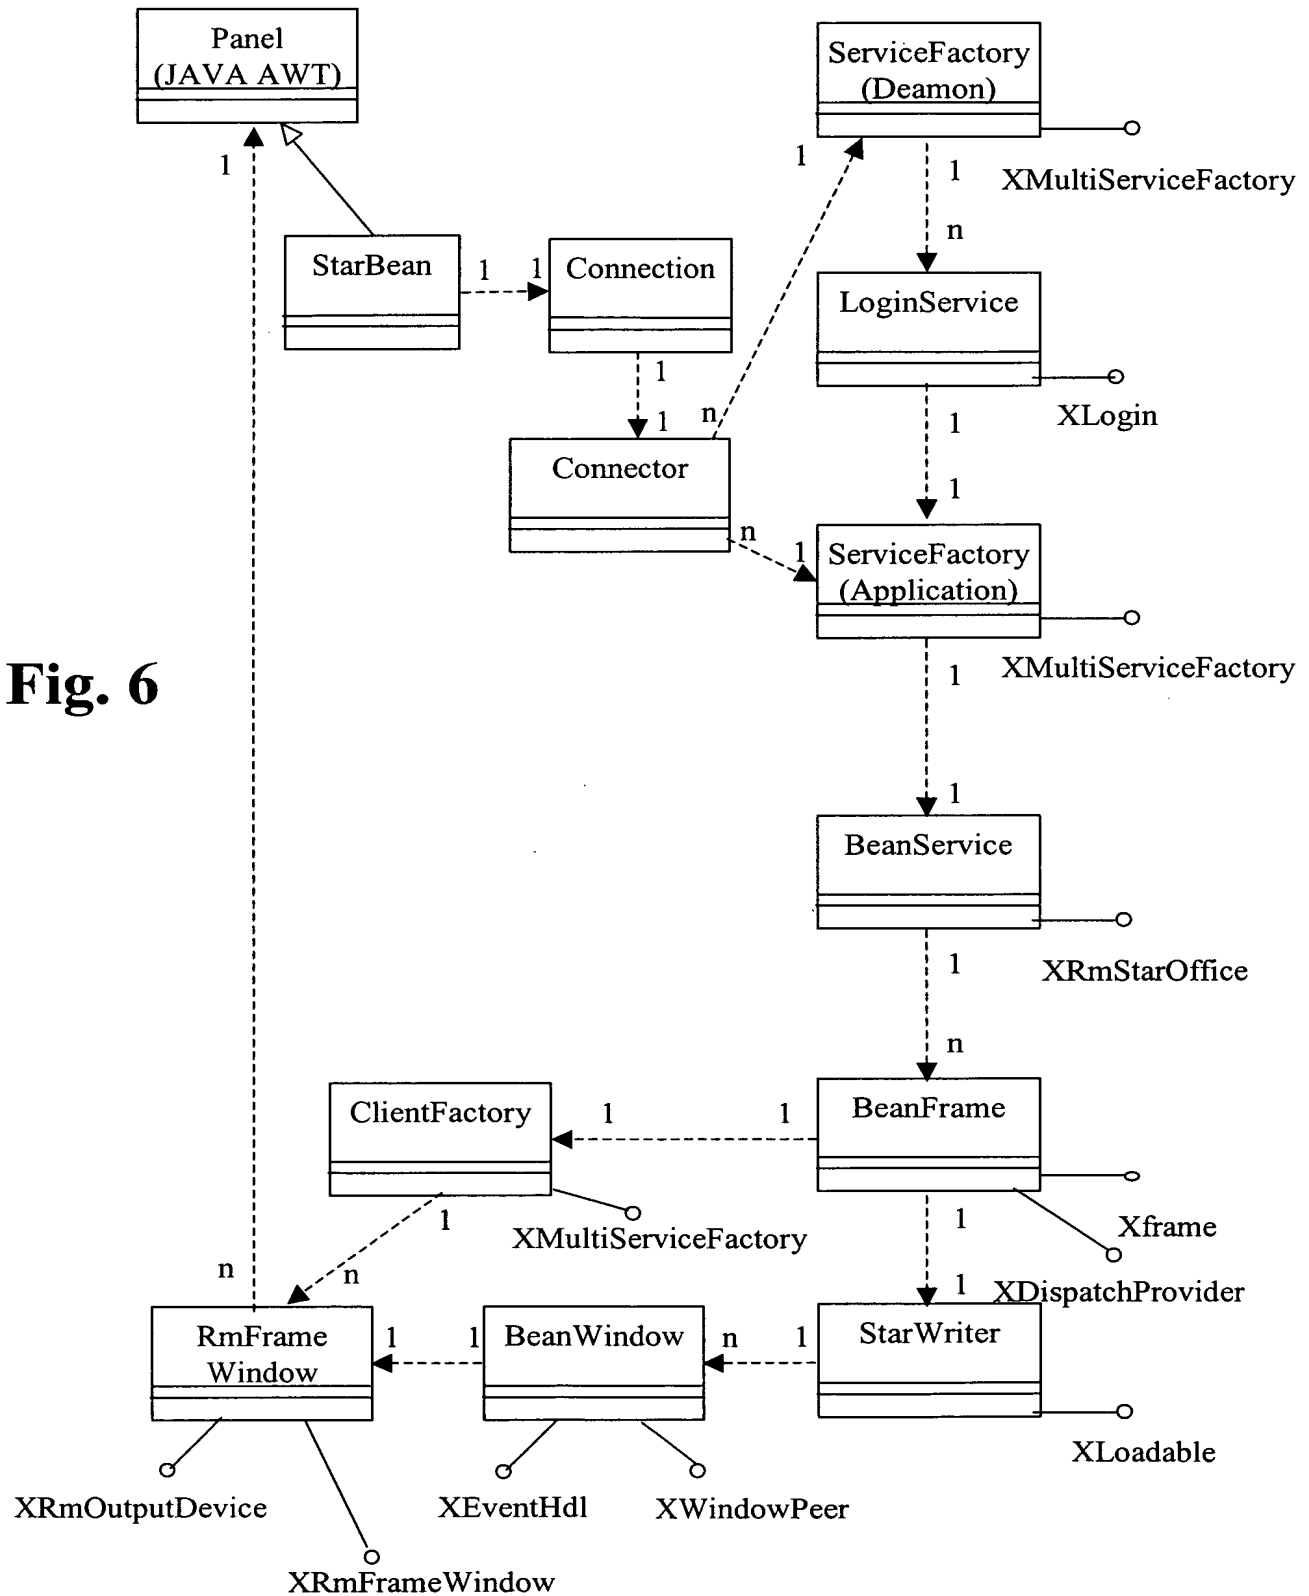 Panel
(JAVA AWT)
ServiceFactory
(Deamon)
1
1
1
XMultiServiceFactory
n
StarBean
1
1
Connection
LoginService
1
1
n
XLogin
1
Connector
1
n
1
ServiceFactory
(Application)
Fig. 6
1
XMultiServiceFactory
1
BeanService
1
XRmStarOffice
n
ClientFactory
1
1
BeanFrame
1
XMultiServiceFactory
1
Xframe
n
n
1
XDispatchProvider
RmFrame
Window
1
1
BeanWindow
n
1
StarWriter
XLoadable
XRmOutputDevice
XEventHdl
XWindowPeer
XRmFrameWindow